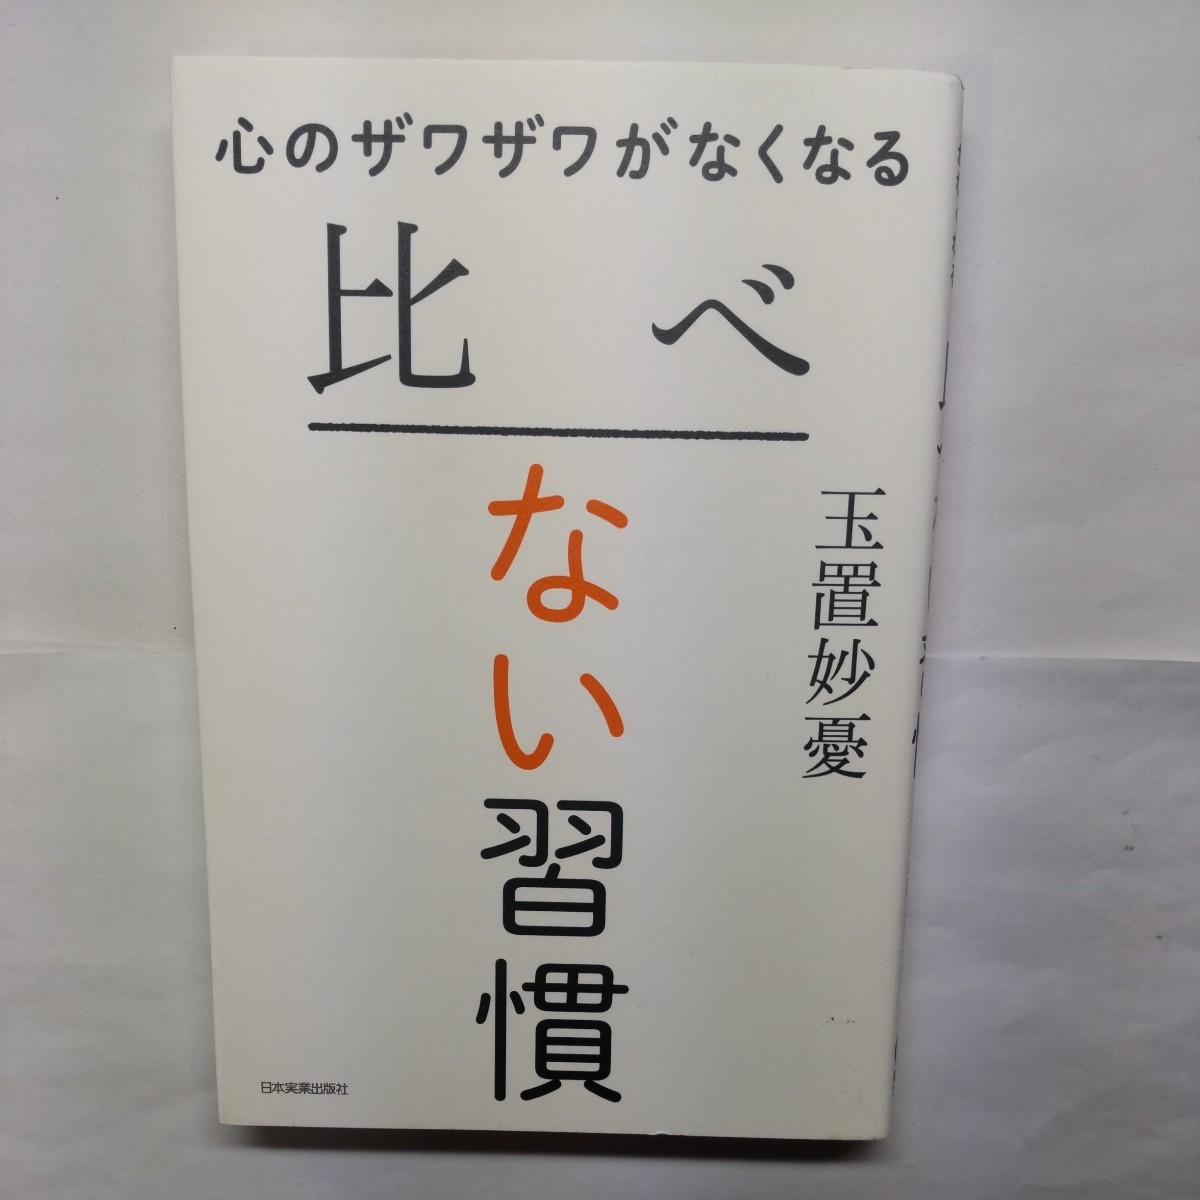 心のザワザワがなくなる
比べ
ない習慣
玉置妙憂
日本実業出版社